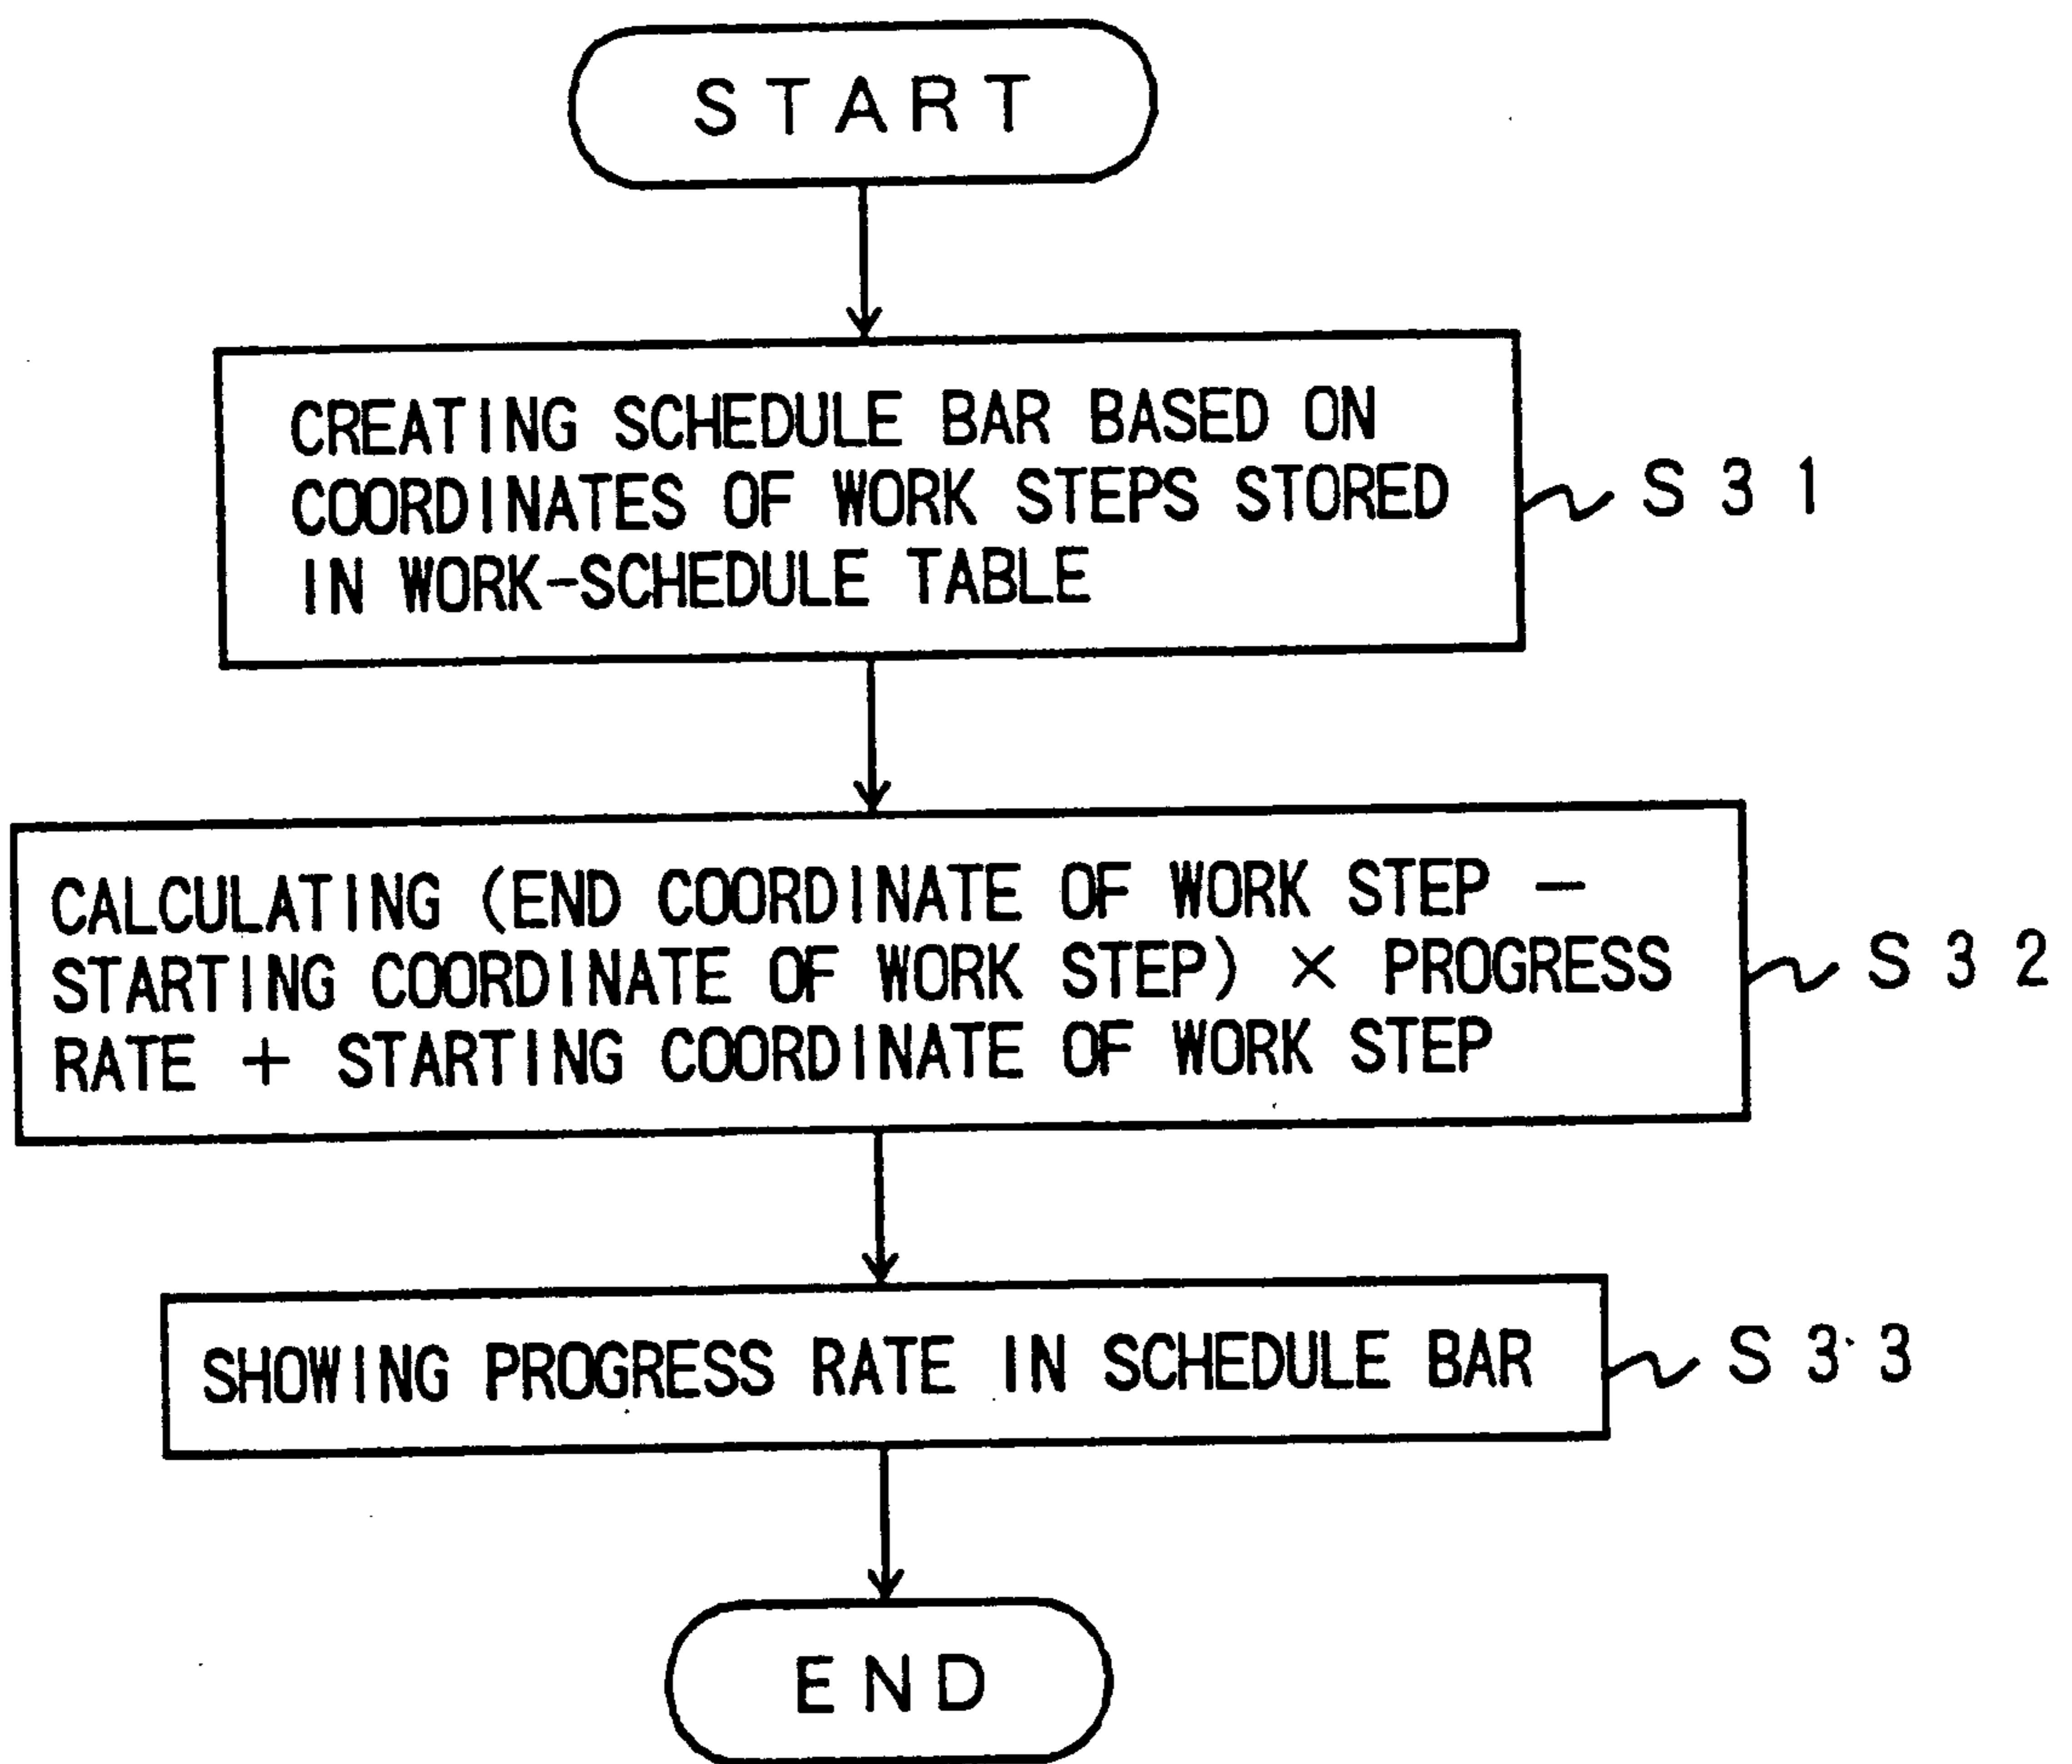 START
CREATING SCHEDULE BAR BASED ON
COORDINATES OF WORK STEPS STORED
IN WORK-SCHEDULE TABLE
S31
CALCULATING (END COORDINATE OF WORK STEP -
STARTING COORDINATE OF WORK STEP) × PROGRESS
RATE + STARTING COORDINATE OF WORK STEP
S32
SHOWING PROGRESS RATE IN SCHEDULE BAR
S33
END